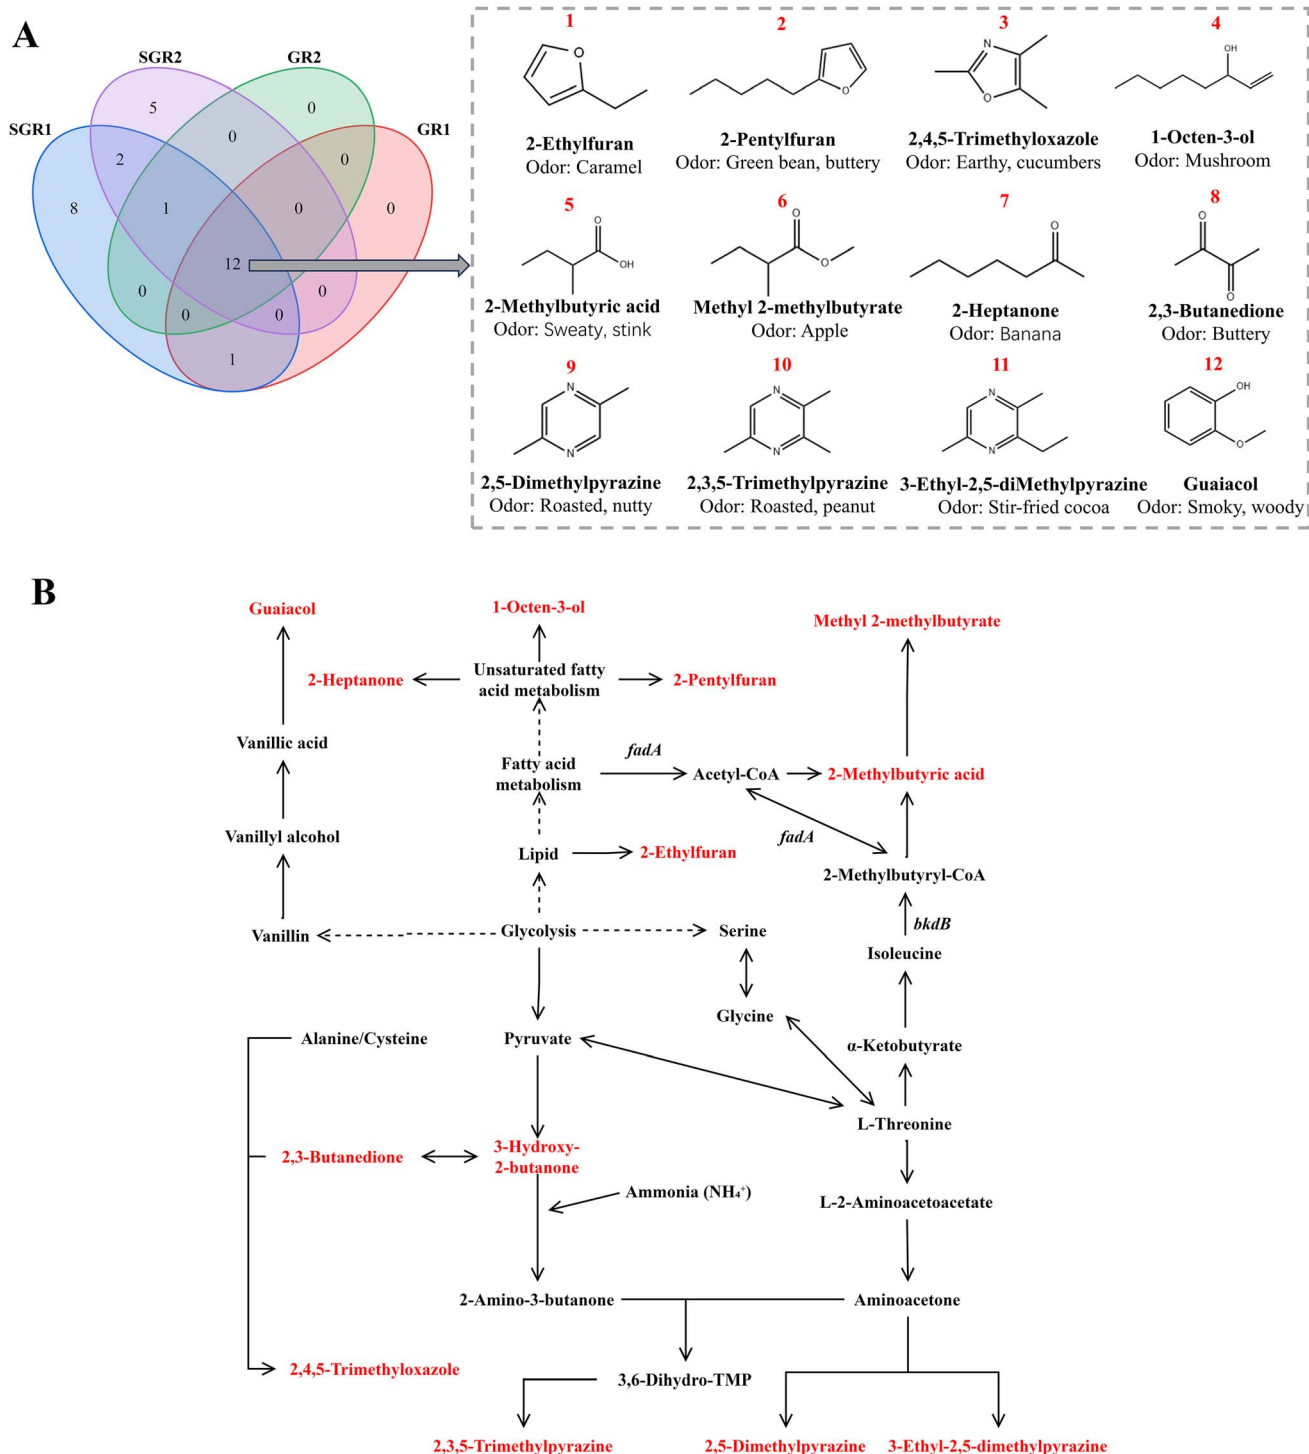 A
SGR2
GR2
SGR1
GR1
5
0
0
2
0
8
1
0
0
12
0
0
0
0
1
1
2
3
4
O
O
N
O
OH
2-Ethylfuran
2-Pentylfuran
2,4,5-Trimethyloxazole
1-Octen-3-ol
Odor: Caramel
Odor: Green bean, buttery
Odor: Earthy, cucumbers
Odor: Mushroom
5
6
7
8
O
OH
O
O
O
O
O
2-Methylbutyric acid
Methyl 2-methylbutyrate
2-Heptanone
2,3-Butanedione
Odor: Sweaty, stink
Odor: Apple
Odor: Banana
Odor: Buttery
9
10
11
12
N
N
N
N
N
N
OH
O
2,5-Dimethylpyrazine
2,3,5-Trimethylpyrazine
3-Ethyl-2,5-diMethylpyrazine
Guaiacol
Odor: Roasted, nutty
Odor: Roasted, peanut
Odor: Stir-fried cocoa
Odor: Smoky, woody
B
Guaiacol
1-Octen-3-ol
Methyl 2-methylbutyrate
2-Heptanone
Unsaturated fatty
acid metabolism
2-Pentylfuran
Vanillic acid
Fatty acid
metabolism
fadA
Acetyl-CoA
2-Methylbutyric acid
Vanillyl alcohol
fadA
Lipid
2-Ethylfuran
2-Methylbutyryl-CoA
Vanillin
Glycolysis
Serine
bkdB
Isoleucine
Glycine
Alanine/Cysteine
Pyruvate
α-Ketobutyrate
L-Threonine
2,3-Butanedione
3-Hydroxy-
2-butanone
Ammonia (NH₄⁺)
L-2-Aminoacetoacetate
2-Amino-3-butanone
Aminoacetone
2,4,5-Trimethyloxazole
3,6-Dihydro-TMP
2,3,5-Trimethylpyrazine
2,5-Dimethylpyrazine
3-Ethyl-2,5-dimethylpyrazine